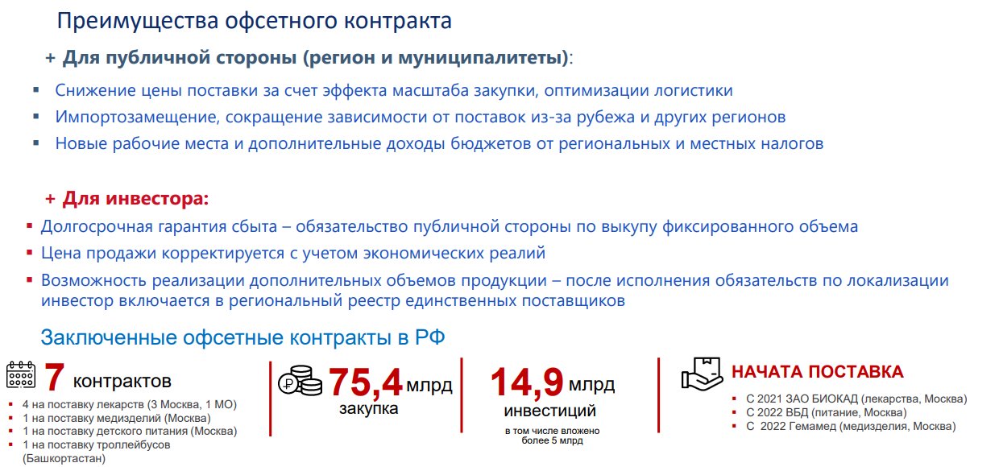 Преимущества офсетного контракта
+ Для публичной стороны (регион и муниципалитеты):
▪ Снижение цены поставки за счет эффекта масштаба закупки, оптимизации логистики
▪ Импортозамещение, сокращение зависимости от поставок из-за рубежа и других регионов
▪ Новые рабочие места и дополнительные доходы бюджетов от региональных и местных налогов
+ Для инвестора:
▪ Долгосрочная гарантия сбыта – обязательство публичной стороны по выкупу фиксированного объема
▪ Цена продажи корректируется с учетом экономических реалий
▪ Возможность реализации дополнительных объемов продукции – после исполнения обязательств по локализации
инвестор включается в региональный реестр единственных поставщиков
Заключенные офсетные контракты в РФ
7 контрактов
▪ 4 на поставку лекарств (3 Москва, 1 МО)
▪ 1 на поставку медизделий (Москва)
▪ 1 на поставку детского питания (Москва)
▪ 1 на поставку троллейбусов
(Башкортастан)
75,4 млрд
закупка
14,9 млрд
инвестиций
в том числе вложено
более 5 млрд
НАЧАТА ПОСТАВКА
▪ С 2021 ЗАО БИОКАД (лекарства, Москва)
▪ С 2022 ВБД (питание, Москва)
▪ С 2022 Гемамед (медизделия, Москва)